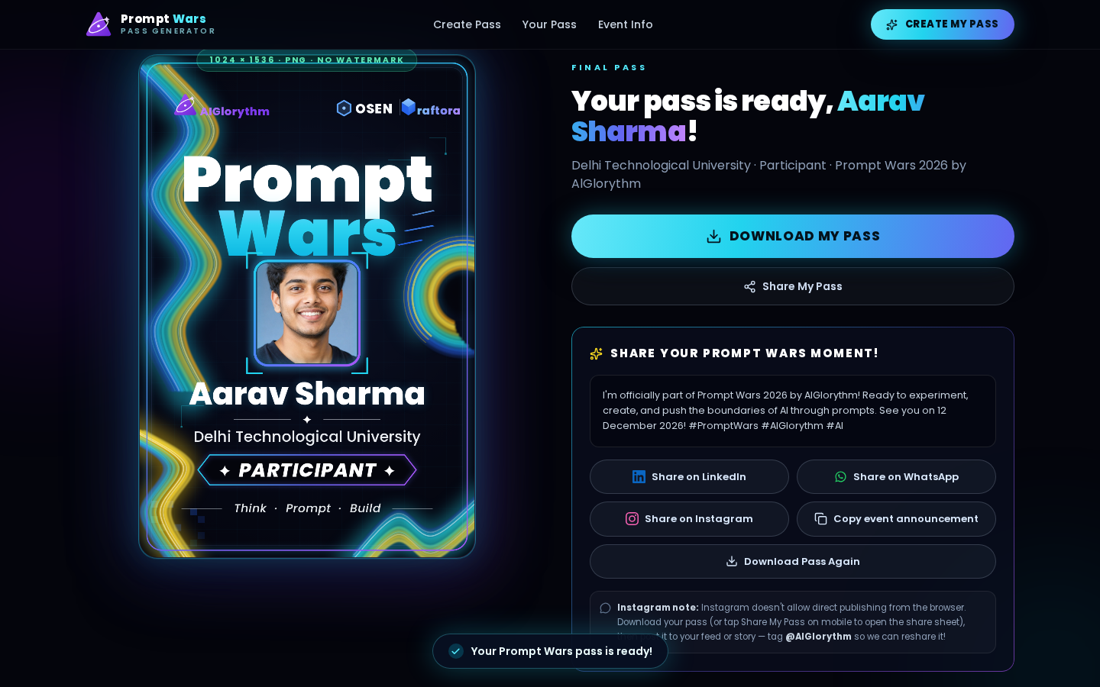 Prompt Wars
PASS GENERATOR
Create Pass
Your Pass
Event Info
CREATE MY PASS
1024 × 1536 · PNG · NO WATERMARK
AIGlorythm
OSEN
raftora
Prompt
Wars
Aarav Sharma
Delhi Technological University
PARTICIPANT
Think · Prompt · Build
FINAL PASS
Your pass is ready, Aarav
Sharma!
Delhi Technological University · Participant · Prompt Wars 2026 by
AIGlorythm
DOWNLOAD MY PASS
Share My Pass
SHARE YOUR PROMPT WARS MOMENT!
I'm officially part of Prompt Wars 2026 by AIGlorythm! Ready to experiment,
create, and push the boundaries of AI through prompts. See you on 12
December 2026! #PromptWars #AIGlorythm #AI
Share on LinkedIn
Share on WhatsApp
Share on Instagram
Copy event announcement
Download Pass Again
Instagram note: Instagram doesn't allow direct publishing from the browser.
Download your pass (or tap Share My Pass on mobile to open the share sheet),
it to your feed or story — tag @AIGlorythm so we can reshare it!
Your Prompt Wars pass is ready!